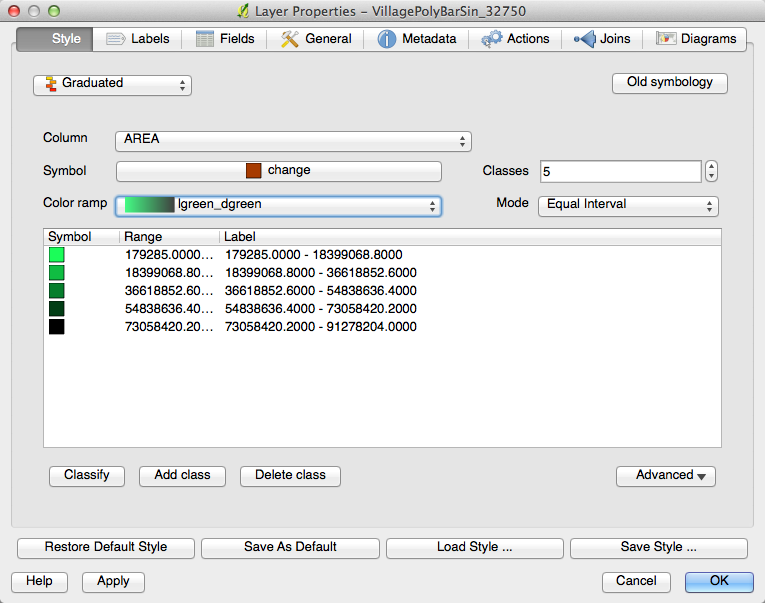 Layer Properties - VillagePolyBarSin_32750
Style Labels Fields General Metadata Actions Joins Diagrams
Graduated Old symbology
Column AREA
Symbol change Classes 5
Color ramp lgreen_dgreen Mode Equal Interval
Symbol Range Label
179285.0000... 179285.0000 - 18399068.8000
18399068.80... 18399068.8000 - 36618852.6000
36618852.60... 36618852.6000 - 54838636.4000
54838636.40... 54838636.4000 - 73058420.2000
73058420.20... 73058420.2000 - 91278204.0000
Classify Add class Delete class Advanced
Restore Default Style Save As Default Load Style ... Save Style ...
Help Apply Cancel OK